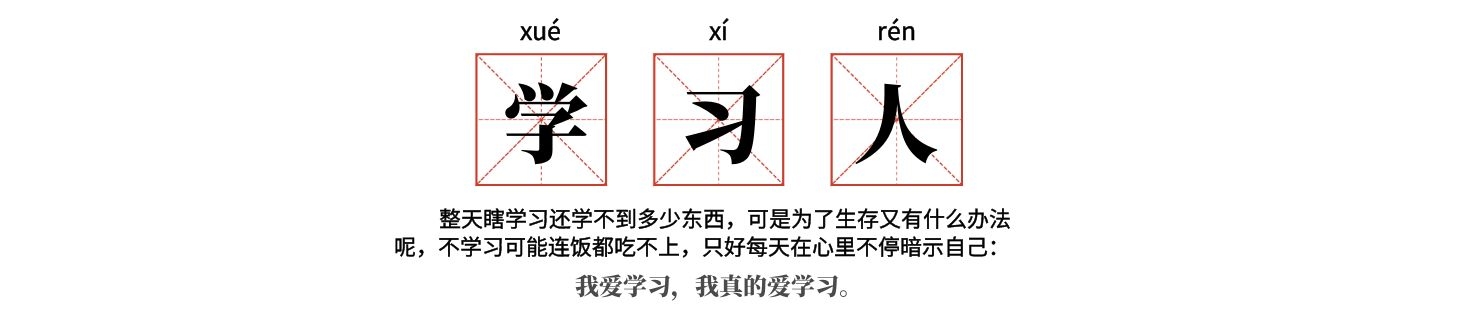 xué xí rén
学 习 人
整天瞎学习还学不到多少东西，可是为了生存又有什么办法
呢，不学习可能连饭都吃不上，只好每天在心里不停暗示自己：
我爱学习，我真的爱学习。